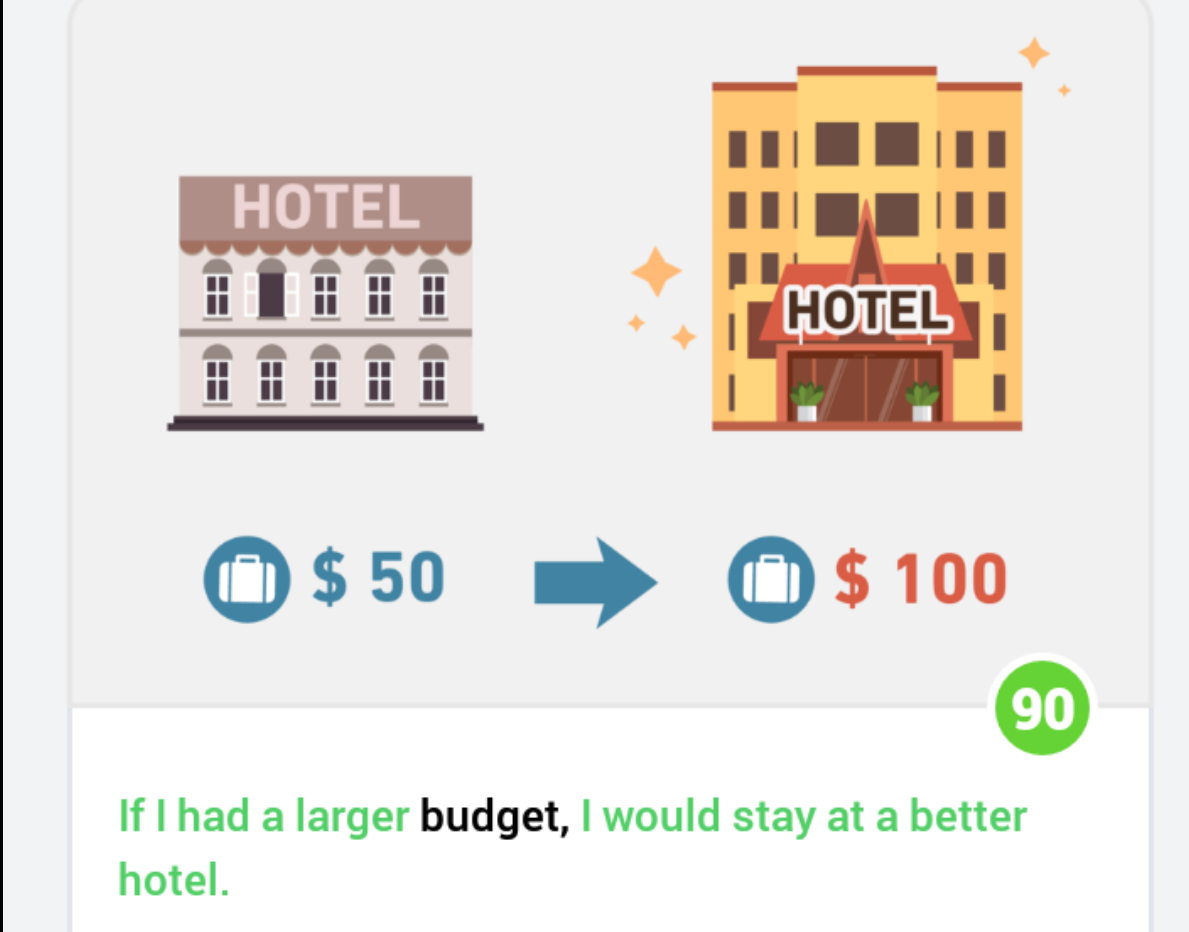 HOTEL
HOTEL
$ 50
$ 100
90
If I had a larger budget, I would stay at a better
hotel.